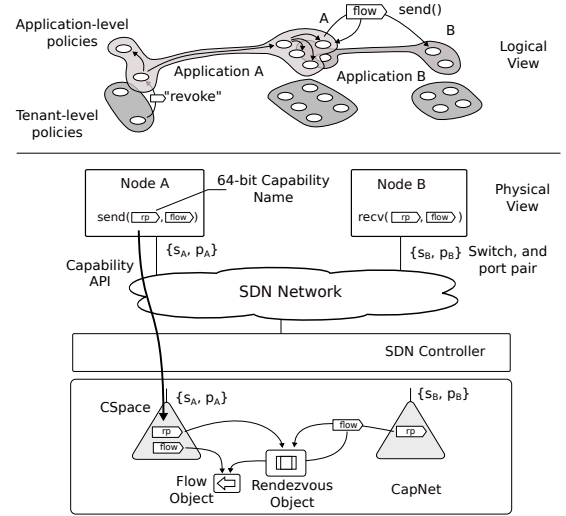 Application-level
policies
A
flow
send()
B
Logical
View
Application A
Application B
"revoke"
Tenant-level
policies
Node A
64-bit Capability
Name
Node B
Physical
View
send( rp , flow )
recv( rp , flow )
{sA, pA}
{sB, pB}
Switch, and
port pair
Capability
API
SDN Network
SDN Controller
{sA, pA}
{sB, pB}
CSpace
rp
flow
flow
rp
Flow
Object
Rendezvous
Object
CapNet